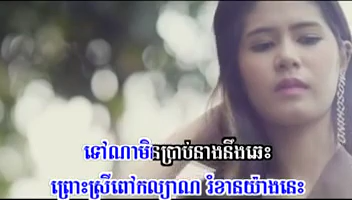 ទៅណាមិនប្រាប់នាងនឹងឆេះ
ព្រោះស្រីពៅកល្យាណ រំខានយ៉ាងនេះ